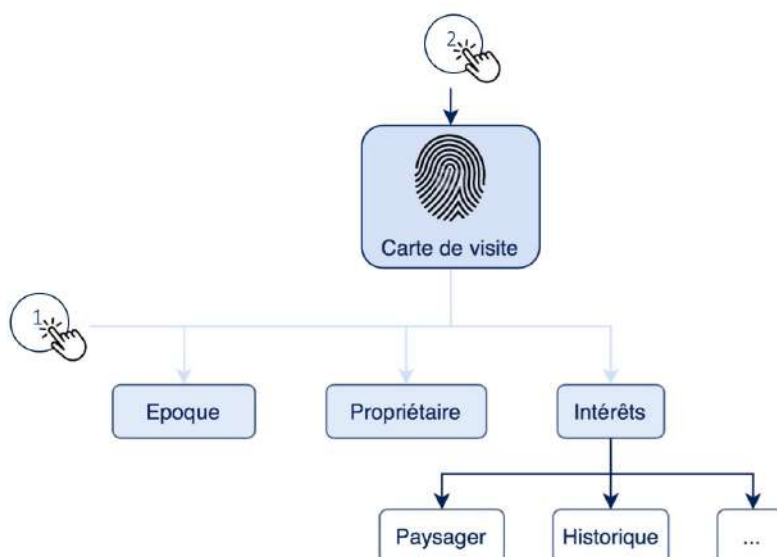 2
Carte de visite
1
Epoque
Propriétaire
Intérêts
Paysager
Historique
...